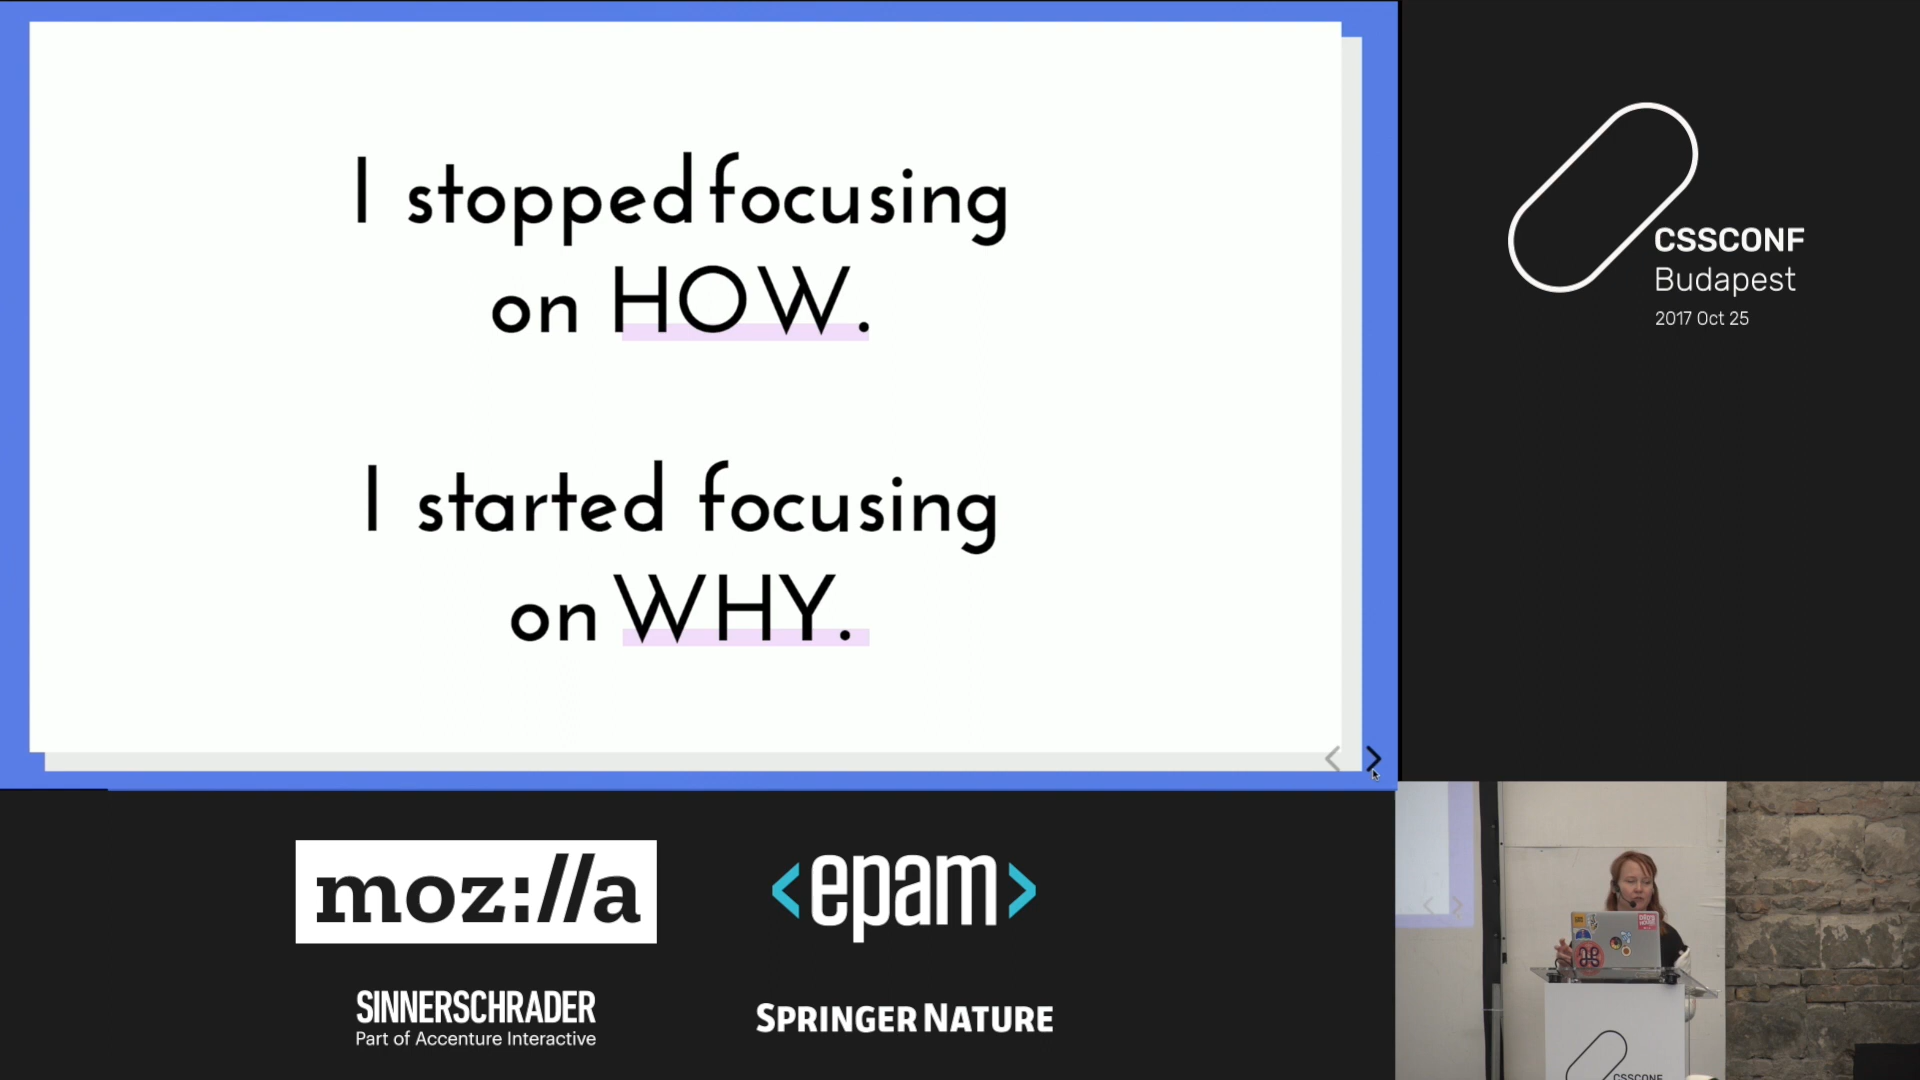 I stopped focusing
on HOW.
I started focusing
on WHY.
CSSCONF
Budapest
2017 Oct 25
moz://a
<epam>
SINNERSCHRADER
Part of Accenture Interactive
SPRINGER NATURE
CSSCONF